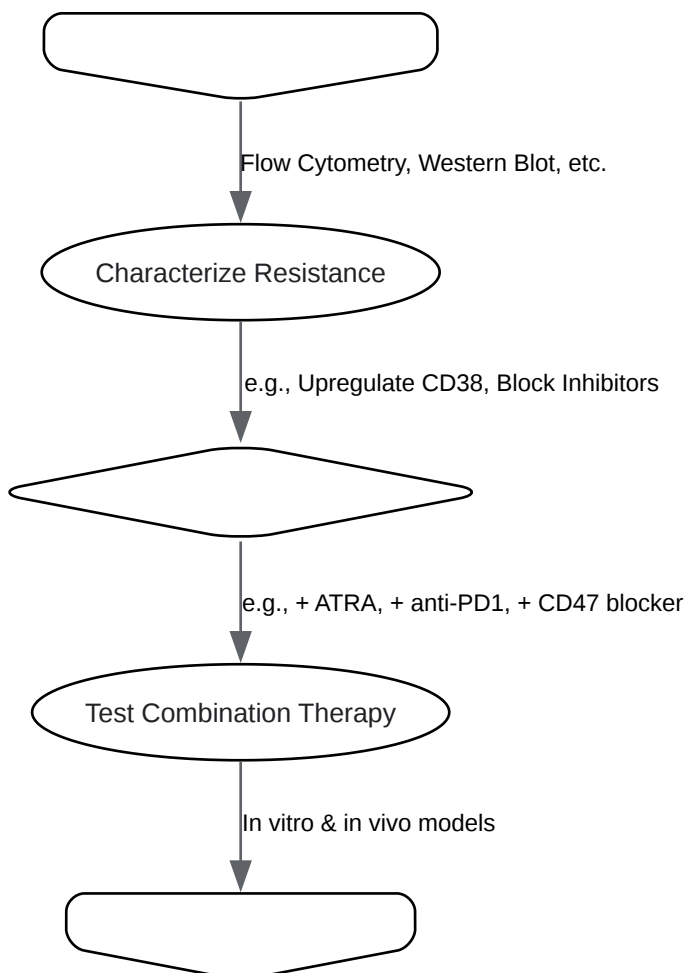 Flow Cytometry, Western Blot, etc.
Characterize Resistance
e.g., Upregulate CD38, Block Inhibitors
e.g., + ATRA, + anti-PD1, + CD47 blocker
Test Combination Therapy
In vitro & in vivo models